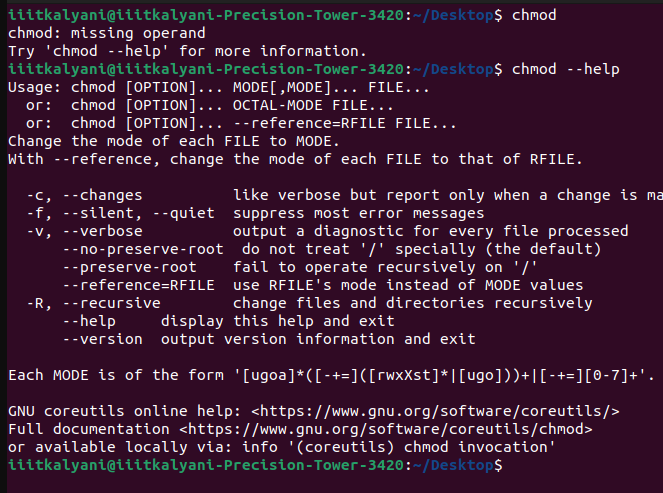 iiitkalyani@iiitkalyani-Precision-Tower-3420:~/Desktop$ chmod
chmod: missing operand
Try 'chmod --help' for more information.
iiitkalyani@iiitkalyani-Precision-Tower-3420:~/Desktop$ chmod --help
Usage: chmod [OPTION]... MODE[,MODE]... FILE...
  or:  chmod [OPTION]... OCTAL-MODE FILE...
  or:  chmod [OPTION]... --reference=RFILE FILE...
Change the mode of each FILE to MODE.
With --reference, change the mode of each FILE to that of RFILE.

  -c, --changes          like verbose but report only when a change is ma
  -f, --silent, --quiet  suppress most error messages
  -v, --verbose          output a diagnostic for every file processed
      --no-preserve-root  do not treat '/' specially (the default)
      --preserve-root    fail to operate recursively on '/'
      --reference=RFILE  use RFILE's mode instead of MODE values
  -R, --recursive        change files and directories recursively
      --help     display this help and exit
      --version  output version information and exit

Each MODE is of the form '[ugoa]*([-+=]([rwxXst]*|[ugo]))+|[-+=][0-7]+'.

GNU coreutils online help: <https://www.gnu.org/software/coreutils/>
Full documentation <https://www.gnu.org/software/coreutils/chmod>
or available locally via: info '(coreutils) chmod invocation'
iiitkalyani@iiitkalyani-Precision-Tower-3420:~/Desktop$